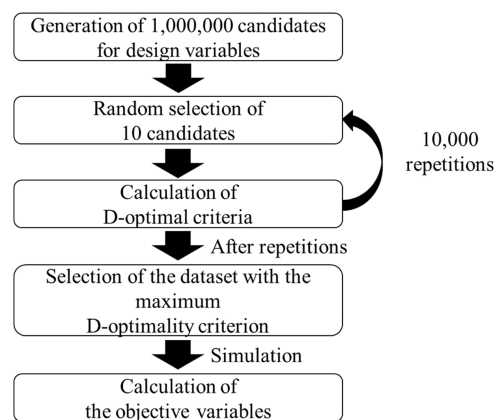 Generation of 1,000,000 candidates
for design variables
Random selection of
10 candidates
10,000
repetitions
Calculation of
D-optimal criteria
After repetitions
Selection of the dataset with the
maximum
D-optimality criterion
Simulation
Calculation of
the objective variables